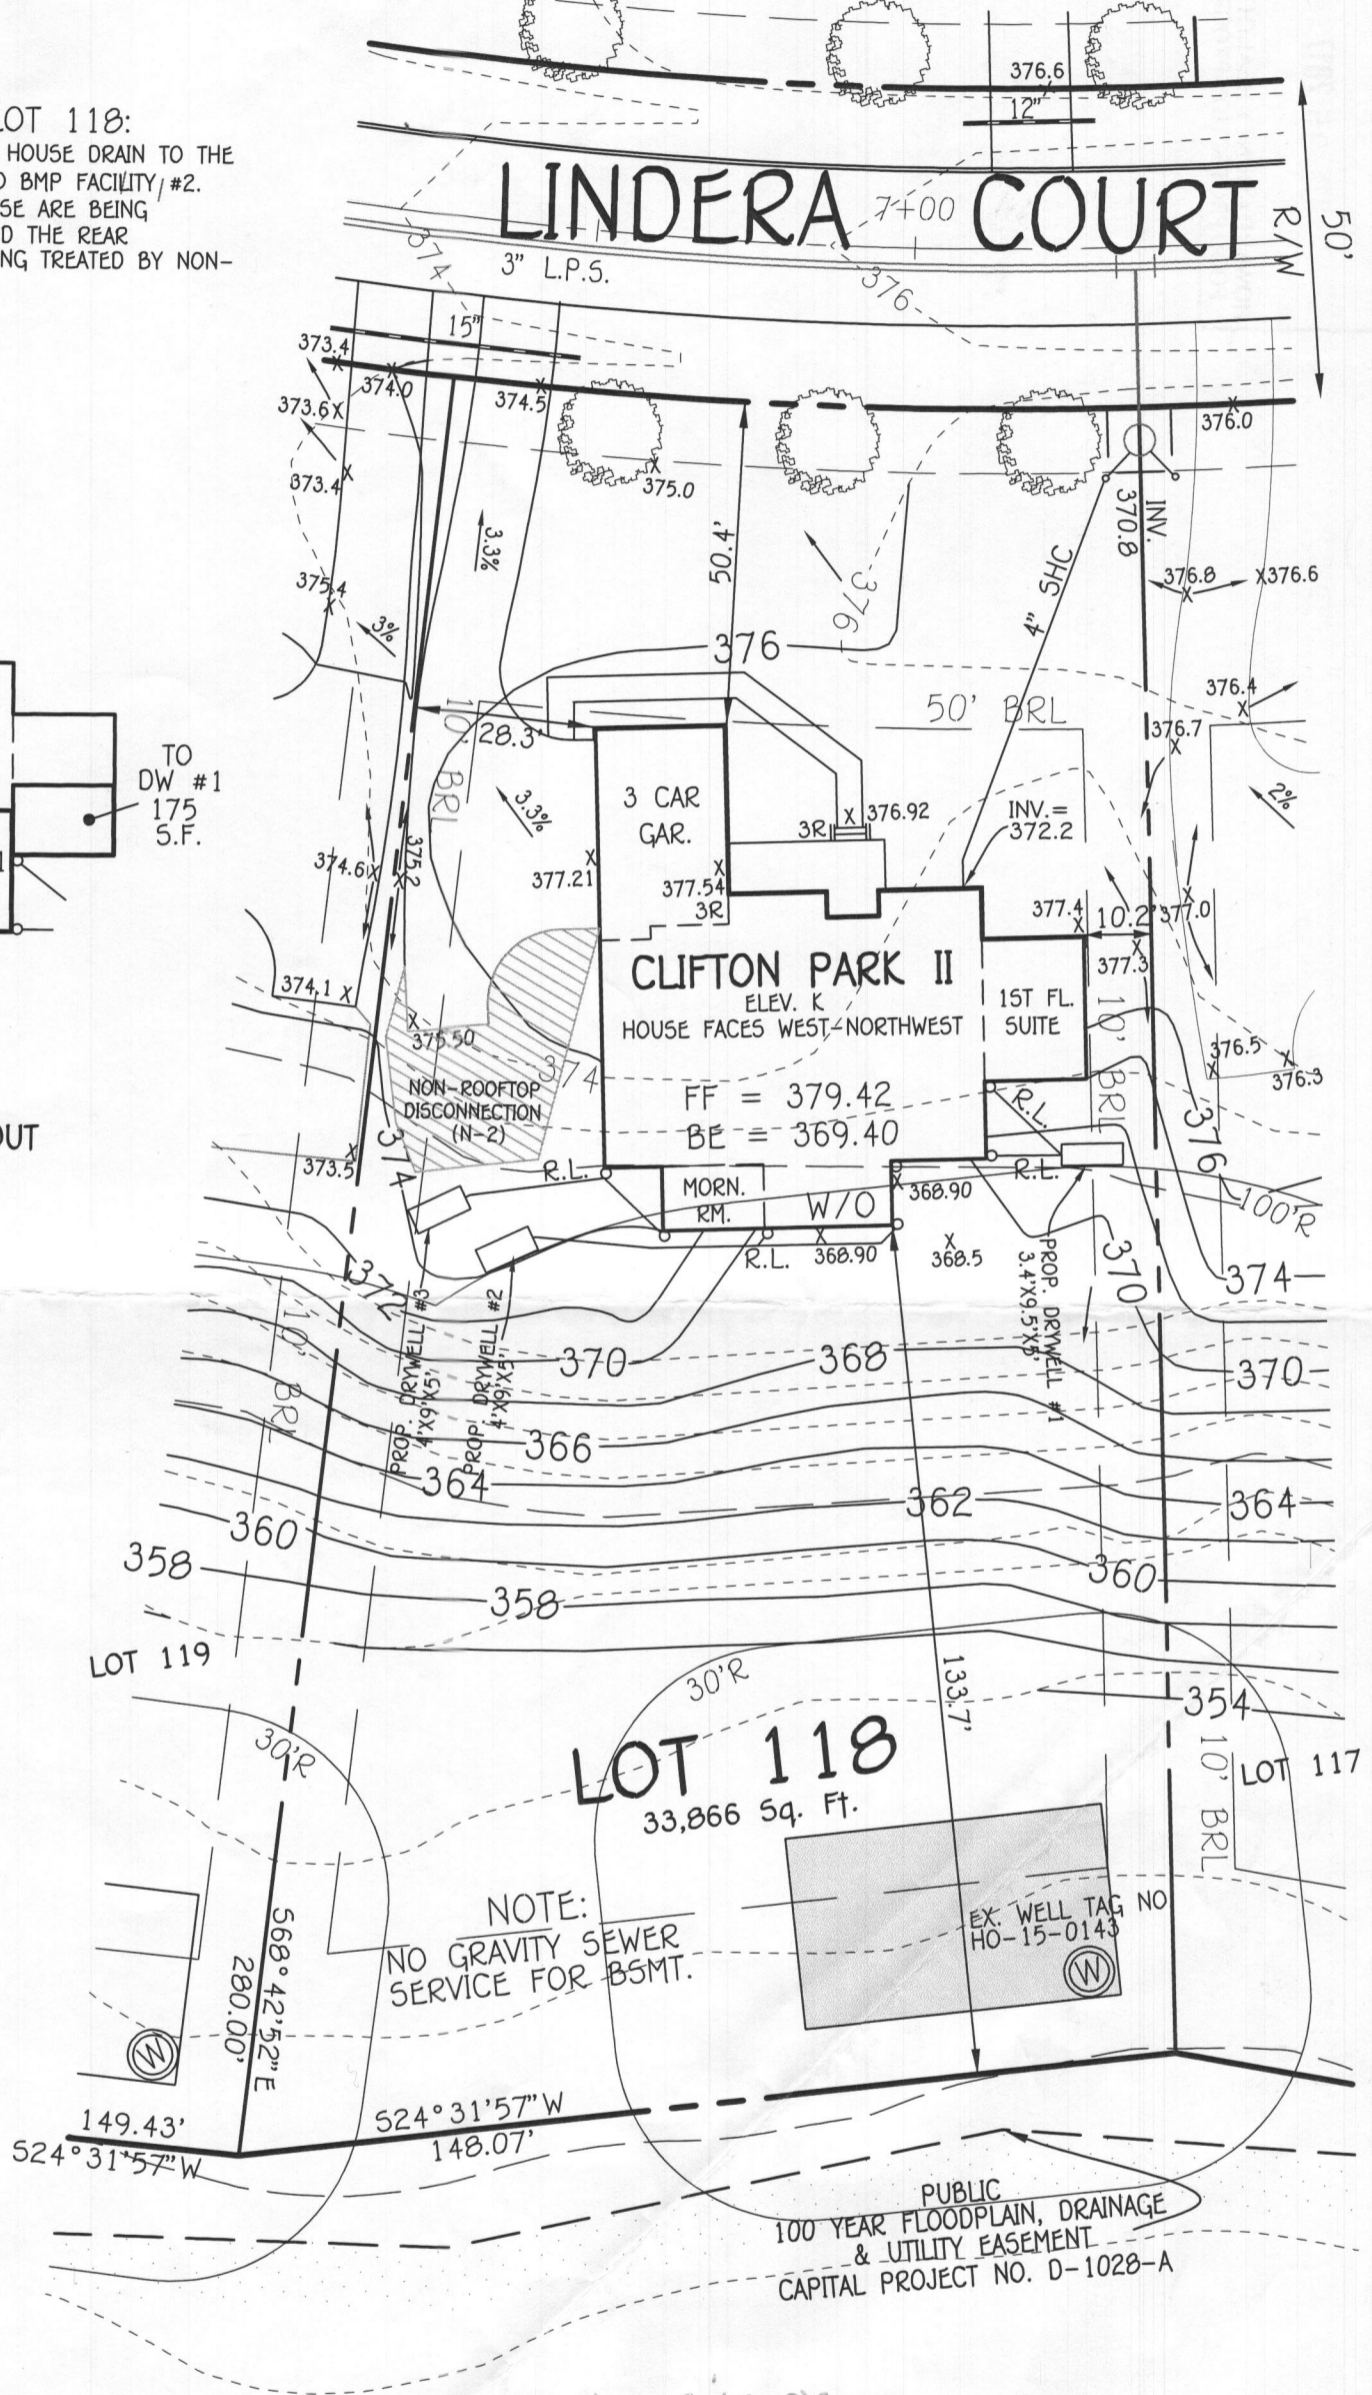 LOT 118:
HOUSE DRAIN TO THE
BMP FACILITY #2.
SE ARE BEING
D THE REAR
NG TREATED BY NON-
376.6
12"
LINDERA COURT
7+00
50'
R/W
374
3" L.P.S.
376
15"
373.4
374.0
374.5
373.6
373.4
375.0
376.0
3.3%
50.4'
INV.
370.8
4" SHC
376.8
376.6
375.4
3%
376
376
376.4
50' BRL
376.7
10' BRL
28.3'
2%
TO
DW #1
175
S.F.
3 CAR
GAR.
3.3%
376.92
3R
INV.=
372.2
374.6
375.2
377.21
377.54
3R
377.4
10.2'
377.0
377.3
374.1
CLIFTON PARK II
ELEV. K
HOUSE FACES WEST-NORTHWEST
1ST FL.
SUITE
10' BRL
375.50
374
376.5
376.3
NON-ROOFTOP
DISCONNECTION
(N-2)
FF = 379.42
BE = 369.40
R.L.
OUT
374
376
373.5
R.L.
MORN.
RM.
W/O
368.90
R.L.
100'R
R.L.
368.90
368.5
370
374
372
PROP. DRYWELL #3
4'X9'X5'
PROP. DRYWELL #2
4'X9'X5'
PROP. DRYWELL #1
3.4'X9.5'X5'
10' BRL
370
368
370
366
364
362
364
360
358
358
360
LOT 119
30'R
133.7'
354
30'R
LOT 118
33,866 Sq. Ft.
10' BRL
LOT 117
NOTE:
NO GRAVITY SEWER
SERVICE FOR BSMT.
EX. WELL TAG NO
HO-15-0143
W
W
S68°42'52"E
280.00'
149.43'
S24°31'57"W
S24°31'57"W
148.07'
PUBLIC
100 YEAR FLOODPLAIN, DRAINAGE
& UTILITY EASEMENT
CAPITAL PROJECT NO. D-1028-A